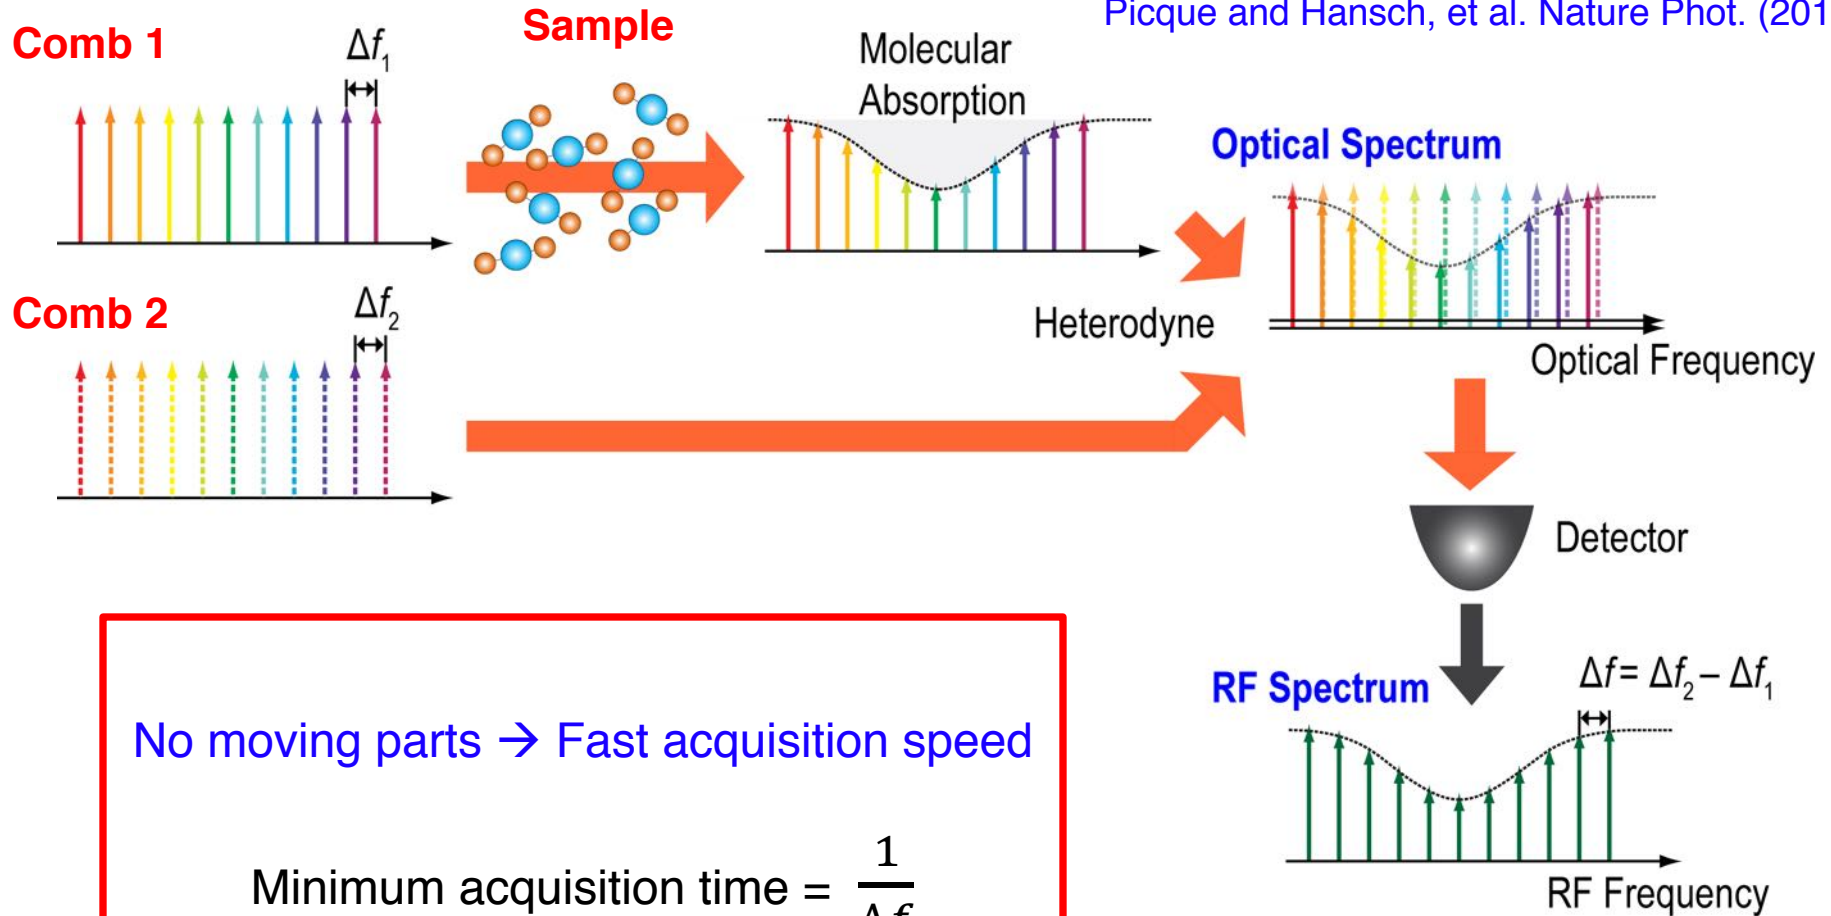 Picque and Hansch, et al. Nature Phot. (201
Comb 1
Δf₁
Sample
Molecular
Absorption
Optical Spectrum
Comb 2
Δf₂
Heterodyne
Optical Frequency
Detector
RF Spectrum
Δf = Δf₂ – Δf₁
RF Frequency
No moving parts → Fast acquisition speed
Minimum acquisition time = 1
Δf